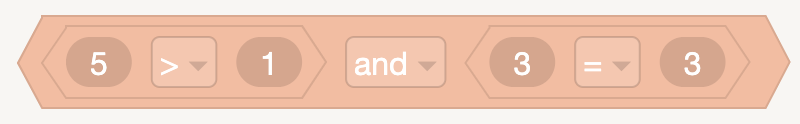 5 > 1 and 3 = 3